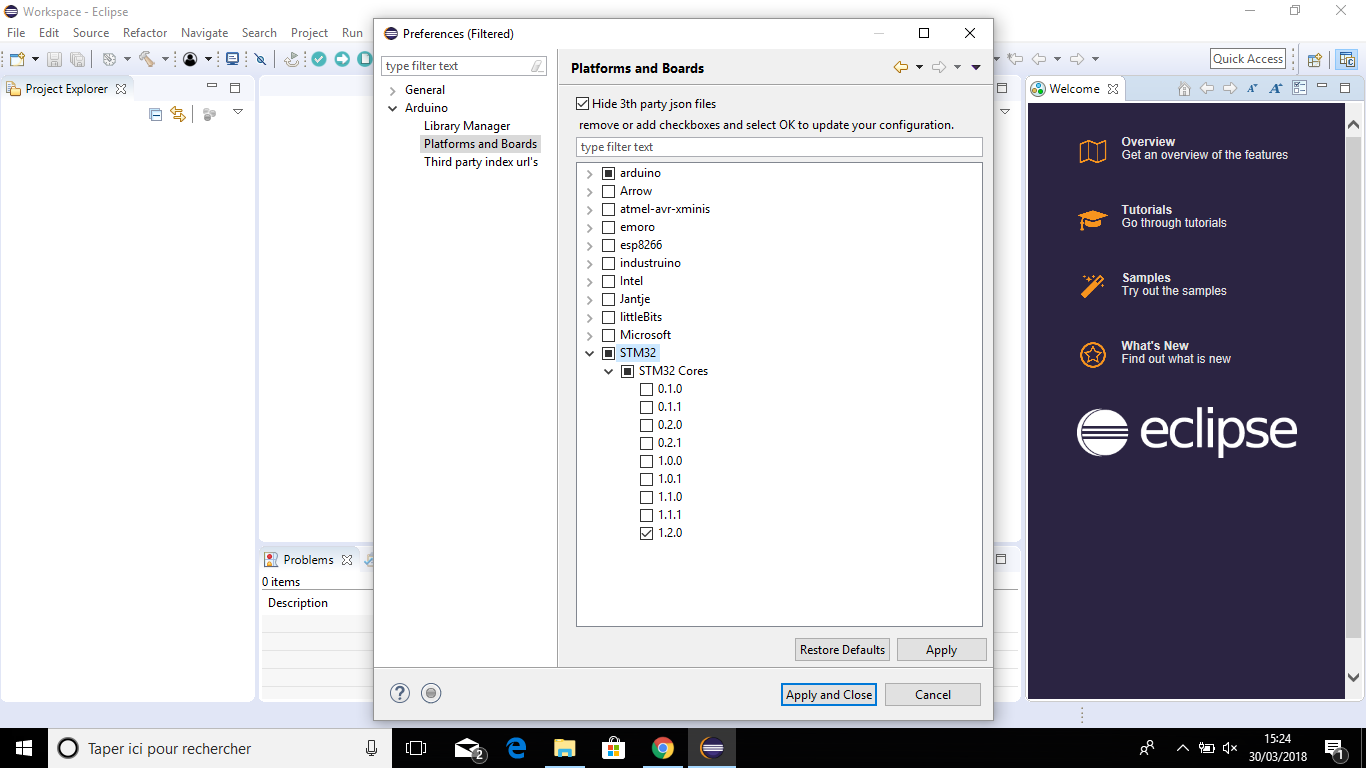 Workspace - Eclipse
File Edit Source Refactor Navigate Search Project Run
Quick Access
Project Explorer
Problems
0 items
Description
Preferences (Filtered)
type filter text
General
Arduino
Library Manager
Platforms and Boards
Third party index url's
Platforms and Boards
Hide 3th party json files
remove or add checkboxes and select OK to update your configuration.
type filter text
arduino
Arrow
atmel-avr-xminis
emoro
esp8266
industruino
Intel
Jantje
littleBits
Microsoft
STM32
STM32 Cores
0.1.0
0.1.1
0.2.0
0.2.1
1.0.0
1.0.1
1.1.0
1.1.1
1.2.0
Restore Defaults Apply
Apply and Close Cancel
Welcome
Overview
Get an overview of the features
Tutorials
Go through tutorials
Samples
Try out the samples
What's New
Find out what is new
eclipse
Taper ici pour rechercher
2
15:24
30/03/2018
1